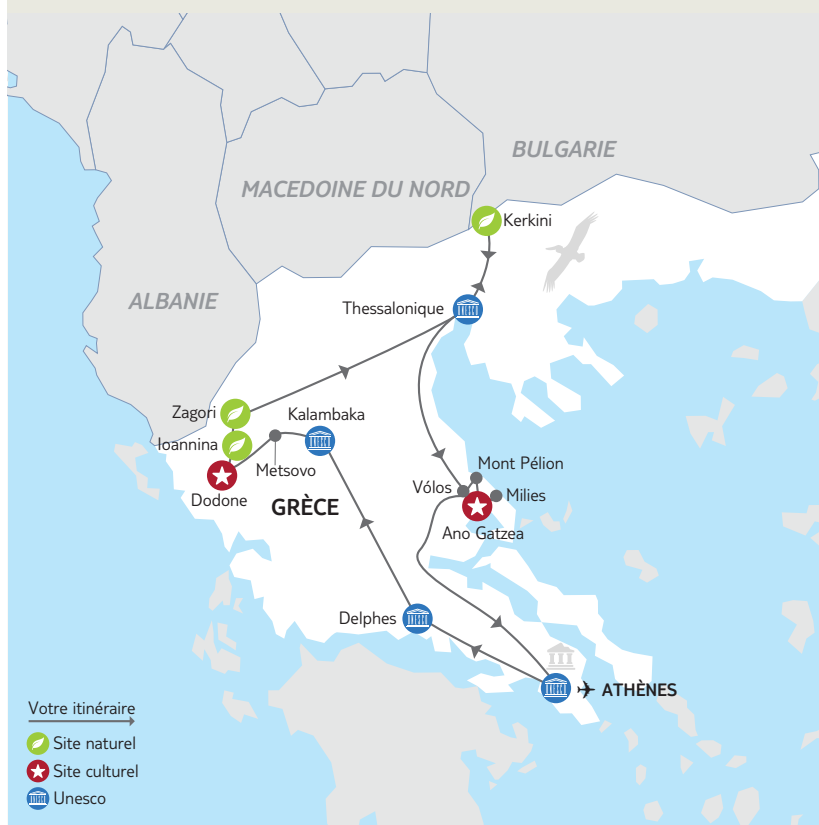 BULGARIE
MACEDOINE DU NORD
Kerkini
ALBANIE
Thessalonique
Zagori
Kalambaka
Ioannina
Metsovo
Mont Pélion
Vólos
Milies
Dodone
GRÈCE
Ano Gatzea
Delphes
ATHÈNES
Votre itinéraire
Site naturel
Site culturel
Unesco